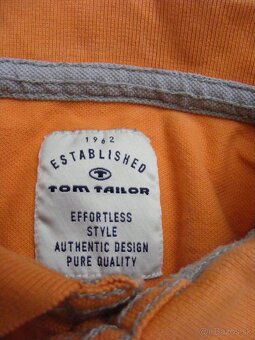 1962
ESTABLISHED
TOM TAILOR
EFFORTLESS
STYLE
AUTHENTIC DESIGN
PURE QUALITY